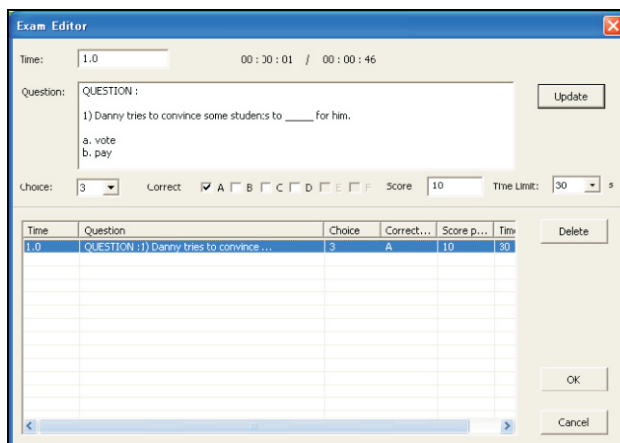 Exam Editor
Time: 1.0 00:00:01 / 00:00:46
Question: QUESTION :
1) Danny tries to convince some students to _____ for him.
a. vote
b. pay
Update
Choice: 3 Correct A B C D E F Score 10 Time Limit: 30 s
Time Question Choice Correct... Score p... Tim
1.0 QUESTION :1) Danny tries to convince ... 3 A 10 30
Delete
OK
Cancel